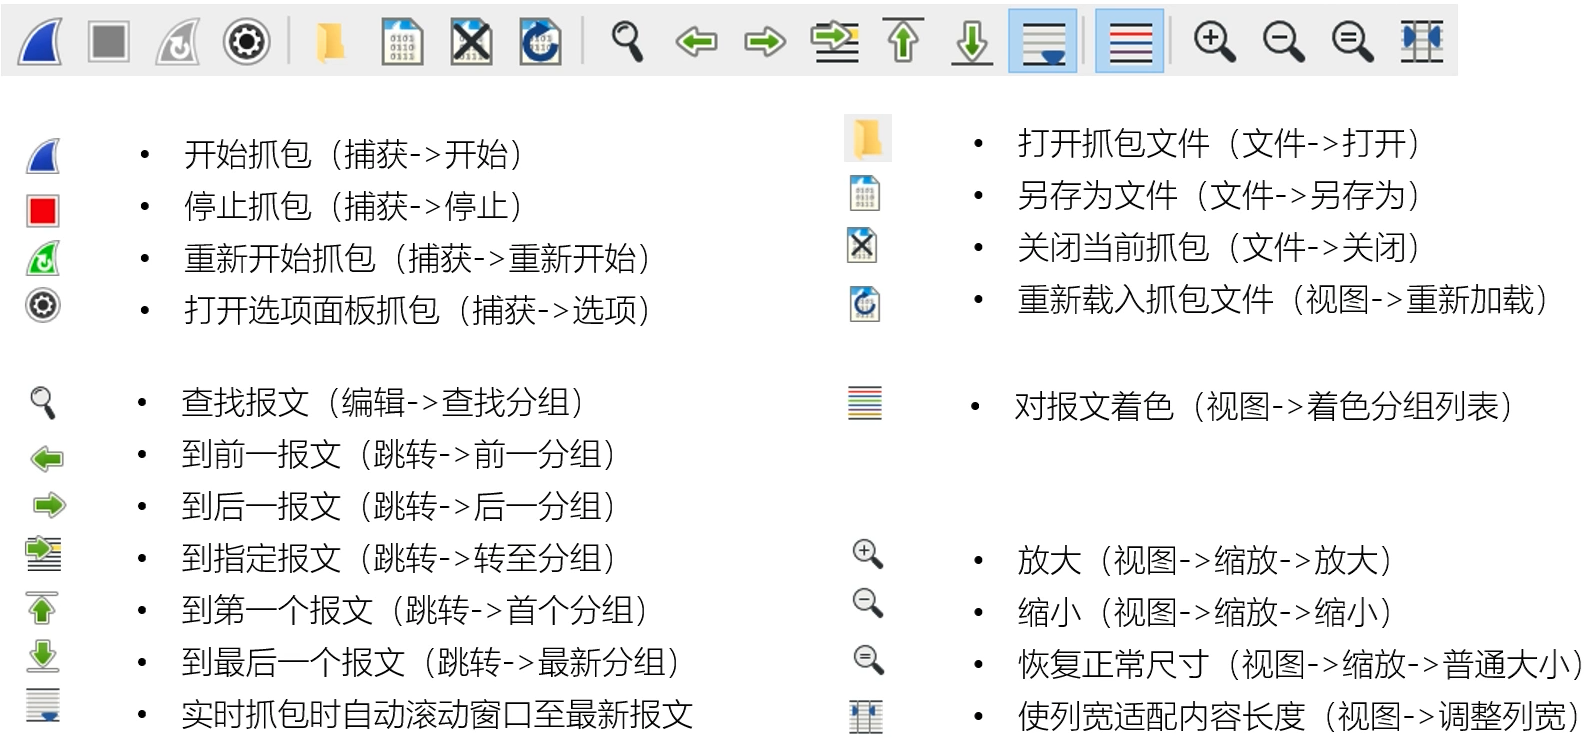 • 开始抓包（捕获->开始）
• 停止抓包（捕获->停止）
• 重新开始抓包（捕获->重新开始）
• 打开选项面板抓包（捕获->选项）
• 打开抓包文件（文件->打开）
• 另存为文件（文件->另存为）
• 关闭当前抓包（文件->关闭）
• 重新载入抓包文件（视图->重新加载）
• 查找报文（编辑->查找分组）
• 到前一报文（跳转->前一分组）
• 到后一报文（跳转->后一分组）
• 到指定报文（跳转->转至分组）
• 到第一个报文（跳转->首个分组）
• 到最后一个报文（跳转->最新分组）
• 实时抓包时自动滚动窗口至最新报文
• 对报文着色（视图->着色分组列表）
• 放大（视图->缩放->放大）
• 缩小（视图->缩放->缩小）
• 恢复正常尺寸（视图->缩放->普通大小）
• 使列宽适配内容长度（视图->调整列宽）